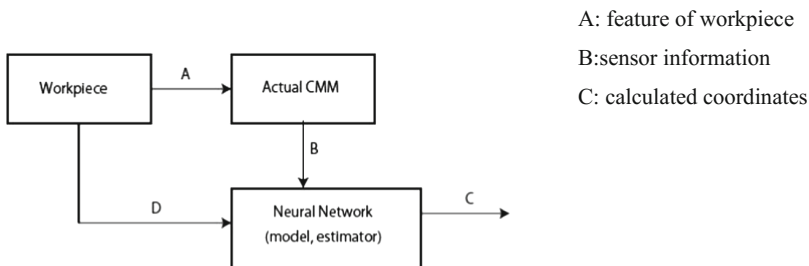 A: feature of workpiece
B:sensor information
C: calculated coordinates
Workpiece
A
Actual CMM
B
D
Neural Network
(model, estimator)
C